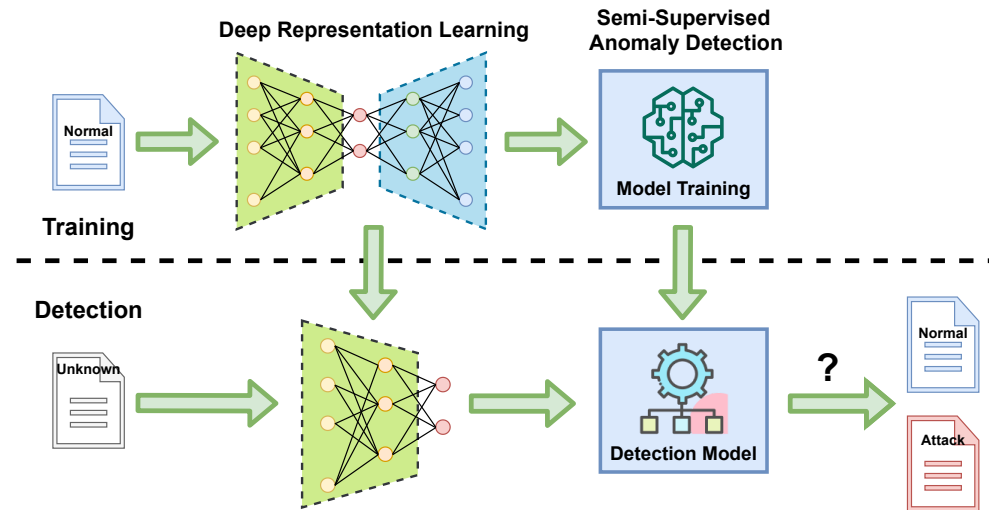 Deep Representation Learning
Semi-Supervised
Anomaly Detection
Normal
Model Training
Training
Detection
Unknown
Detection Model
?
Normal
Attack